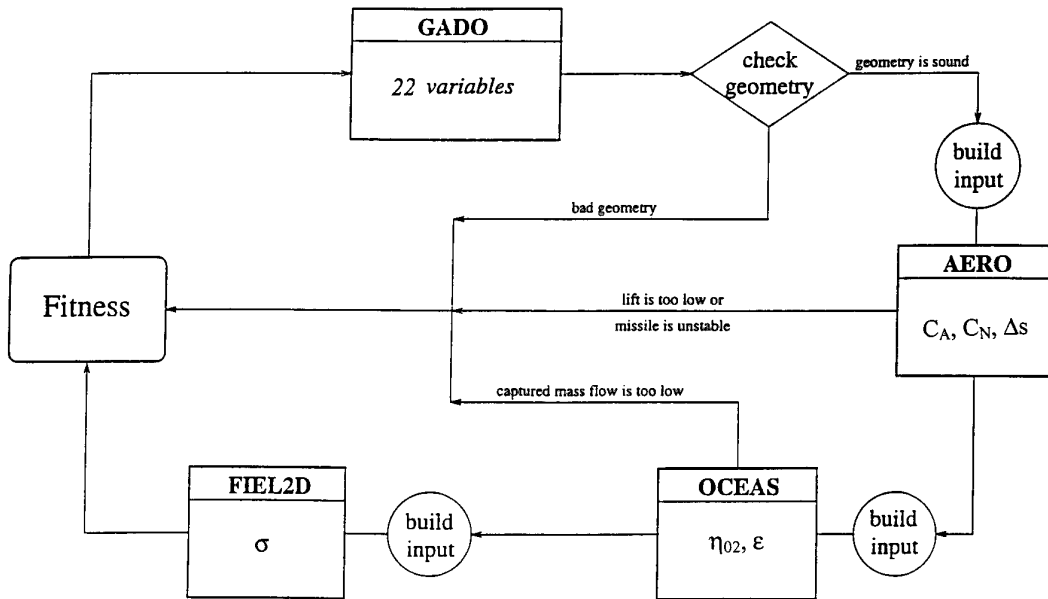 GADO
22 variables
check
geometry
geometry is sound
build
input
bad geometry
AERO
C_A, C_N, Δs
lift is too low or
missile is unstable
Fitness
captured mass flow is too low
OCEAS
η_02, ε
build
input
FIEL2D
σ
build
input